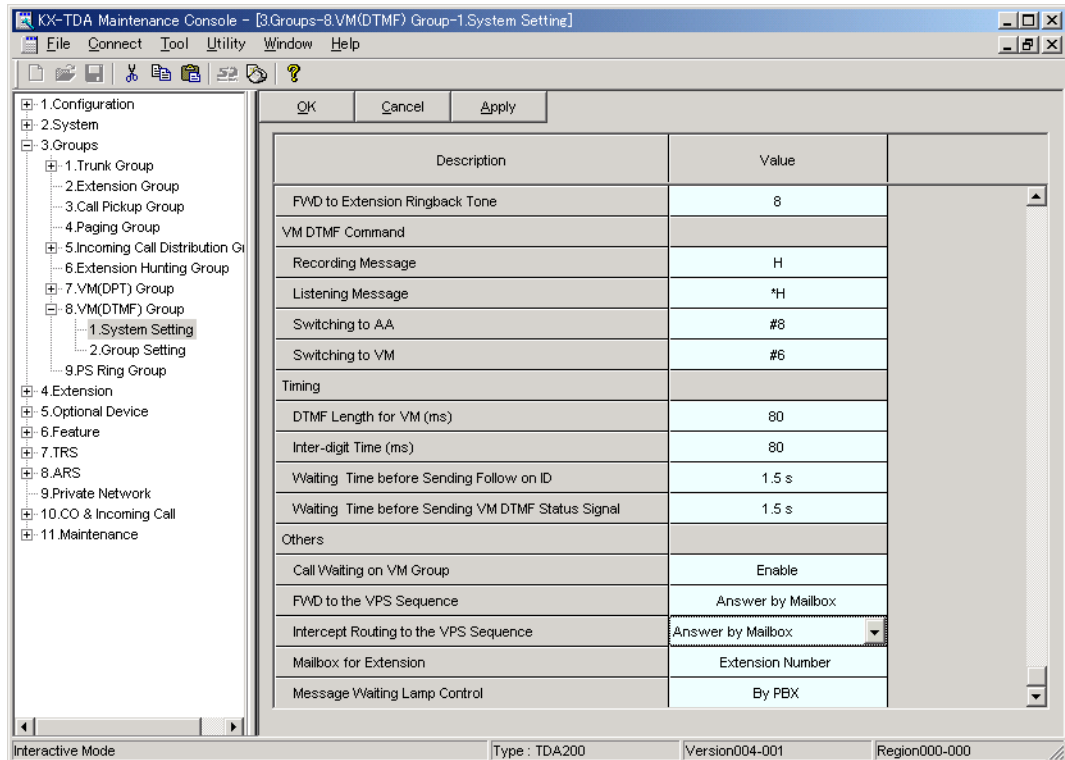 KX-TDA Maintenance Console - [3.Groups-8.VM(DTMF) Group-1.System Setting]
File Connect Tool Utility Window Help
1.Configuration
2.System
3.Groups
1.Trunk Group
2.Extension Group
3.Call Pickup Group
4.Paging Group
5.Incoming Call Distribution Gr
6.Extension Hunting Group
7.VM(DPT) Group
8.VM(DTMF) Group
1.System Setting
2.Group Setting
9.PS Ring Group
4.Extension
5.Optional Device
6.Feature
7.TRS
8.ARS
9.Private Network
10.CO & Incoming Call
11.Maintenance
OK Cancel Apply
Description Value
FWD to Extension Ringback Tone 8
VM DTMF Command
Recording Message H
Listening Message *H
Switching to AA #8
Switching to VM #6
Timing
DTMF Length for VM (ms) 80
Inter-digit Time (ms) 80
Waiting Time before Sending Follow on ID 1.5 s
Waiting Time before Sending VM DTMF Status Signal 1.5 s
Others
Call Waiting on VM Group Enable
FWD to the VPS Sequence Answer by Mailbox
Intercept Routing to the VPS Sequence Answer by Mailbox
Mailbox for Extension Extension Number
Message Waiting Lamp Control By PBX
Interactive Mode Type : TDA200 Version004-001 Region000-000